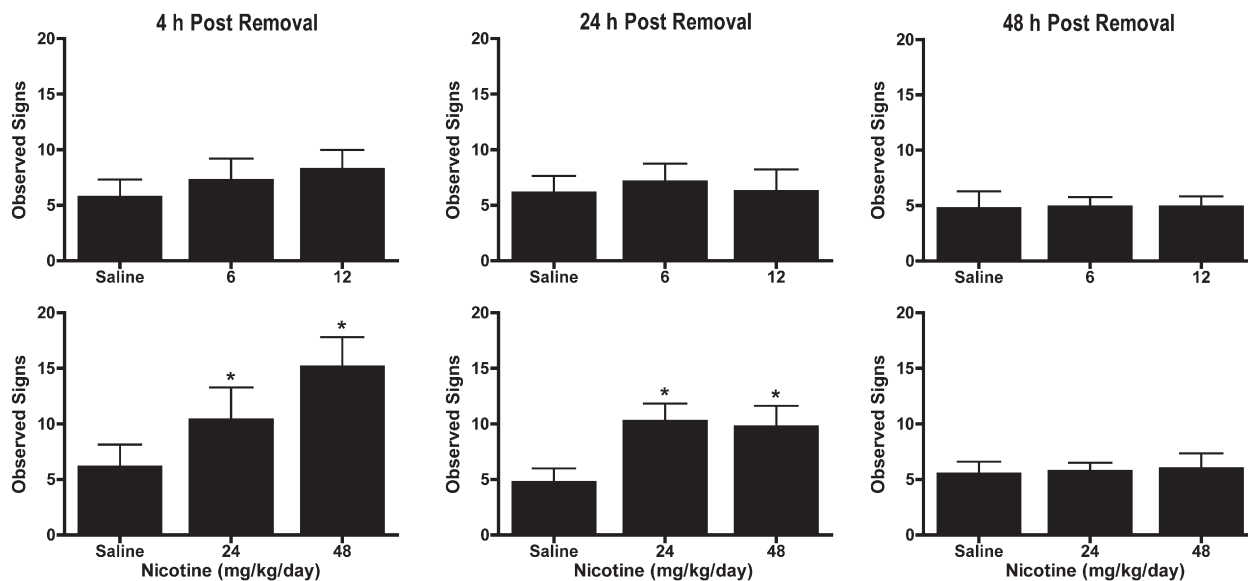 4 h Post Removal
24 h Post Removal
48 h Post Removal
Observed Signs
20
15
10
5
0
Saline 6 12
Observed Signs
20
15
10
5
0
Saline 6 12
Observed Signs
20
15
10
5
0
Saline 6 12
Observed Signs
20
15
10
5
0
* *
Saline 24 48
Nicotine (mg/kg/day)
Observed Signs
20
15
10
5
0
* *
Saline 24 48
Nicotine (mg/kg/day)
Observed Signs
20
15
10
5
0
Saline 24 48
Nicotine (mg/kg/day)